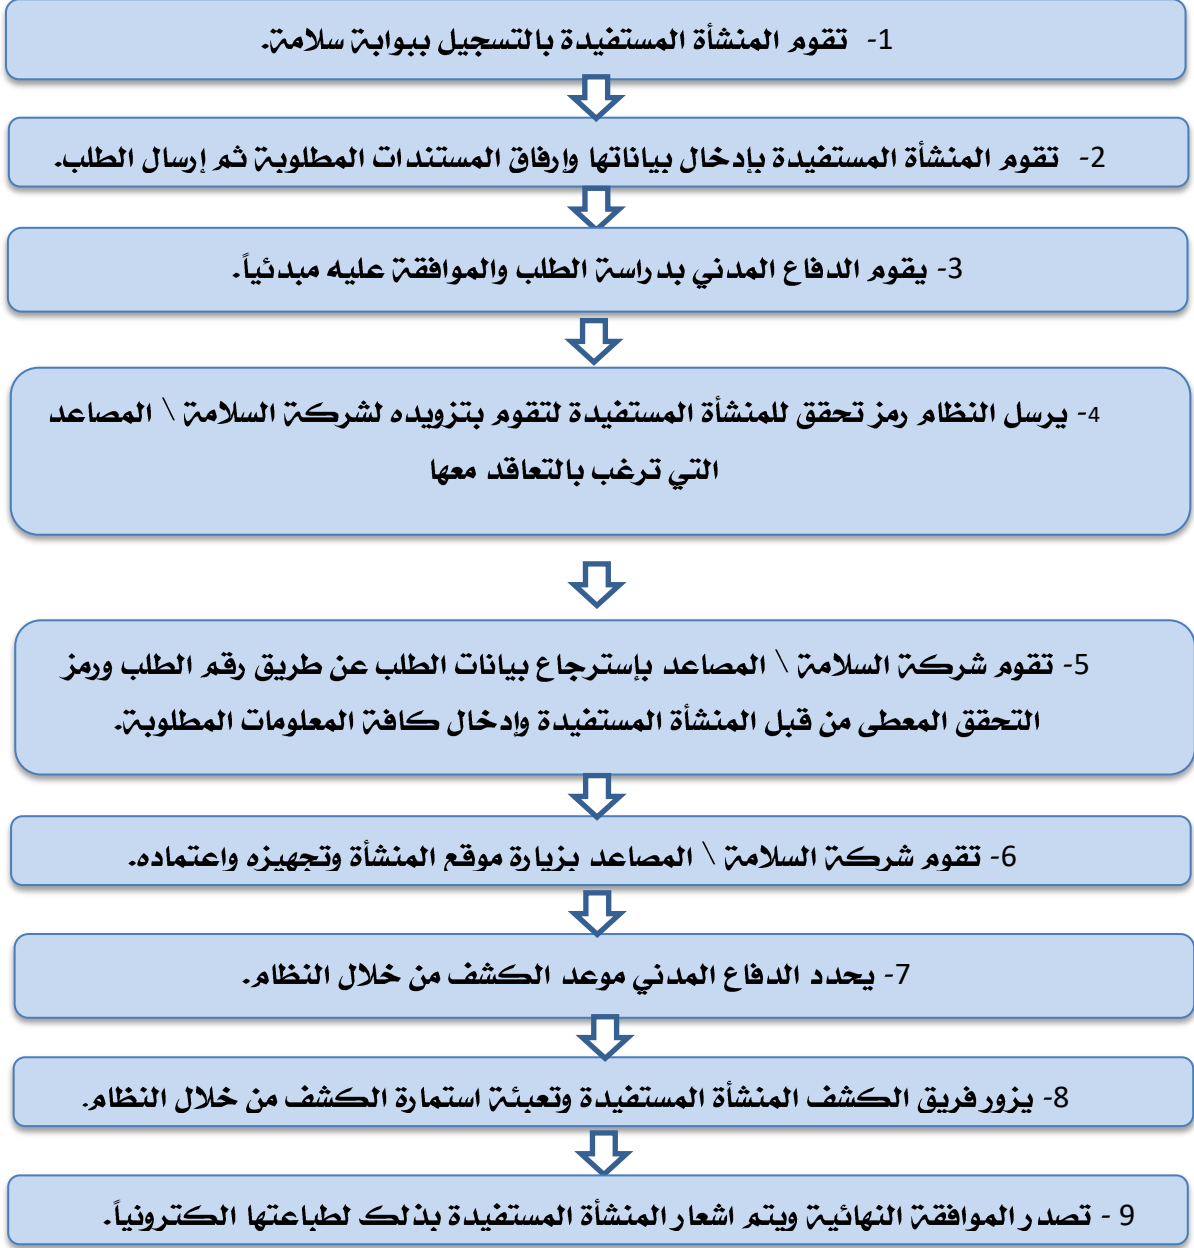 1- تقوم المنشأة المستفيدة بالتسجيل ببوابة سلامة.
2- تقوم المنشأة المستفيدة بإدخال بياناتها وإرفاق المستندات المطلوبة ثم إرسال الطلب.
3- يقوم الدفاع المدني بدراسة الطلب والموافقة عليه مبدئياً.
4- يرسل النظام رمز تحقق للمنشأة المستفيدة لتقوم بتزويده لشركة السلامة \ المصاعد
التي ترغب بالتعاقد معها
5- تقوم شركة السلامة \ المصاعد بإسترجاع بيانات الطلب عن طريق رقم الطلب ورمز
التحقق المعطى من قبل المنشأة المستفيدة وإدخال كافة المعلومات المطلوبة.
6- تقوم شركة السلامة \ المصاعد بزيارة موقع المنشأة وتجهيزه واعتماده.
7- يحدد الدفاع المدني موعد الكشف من خلال النظام.
8- يزور فريق الكشف المنشأة المستفيدة وتعبئة استمارة الكشف من خلال النظام.
9 - تصدر الموافقة النهائية ويتم اشعار المنشأة المستفيدة بذلك لطباعتها الكترونياً.